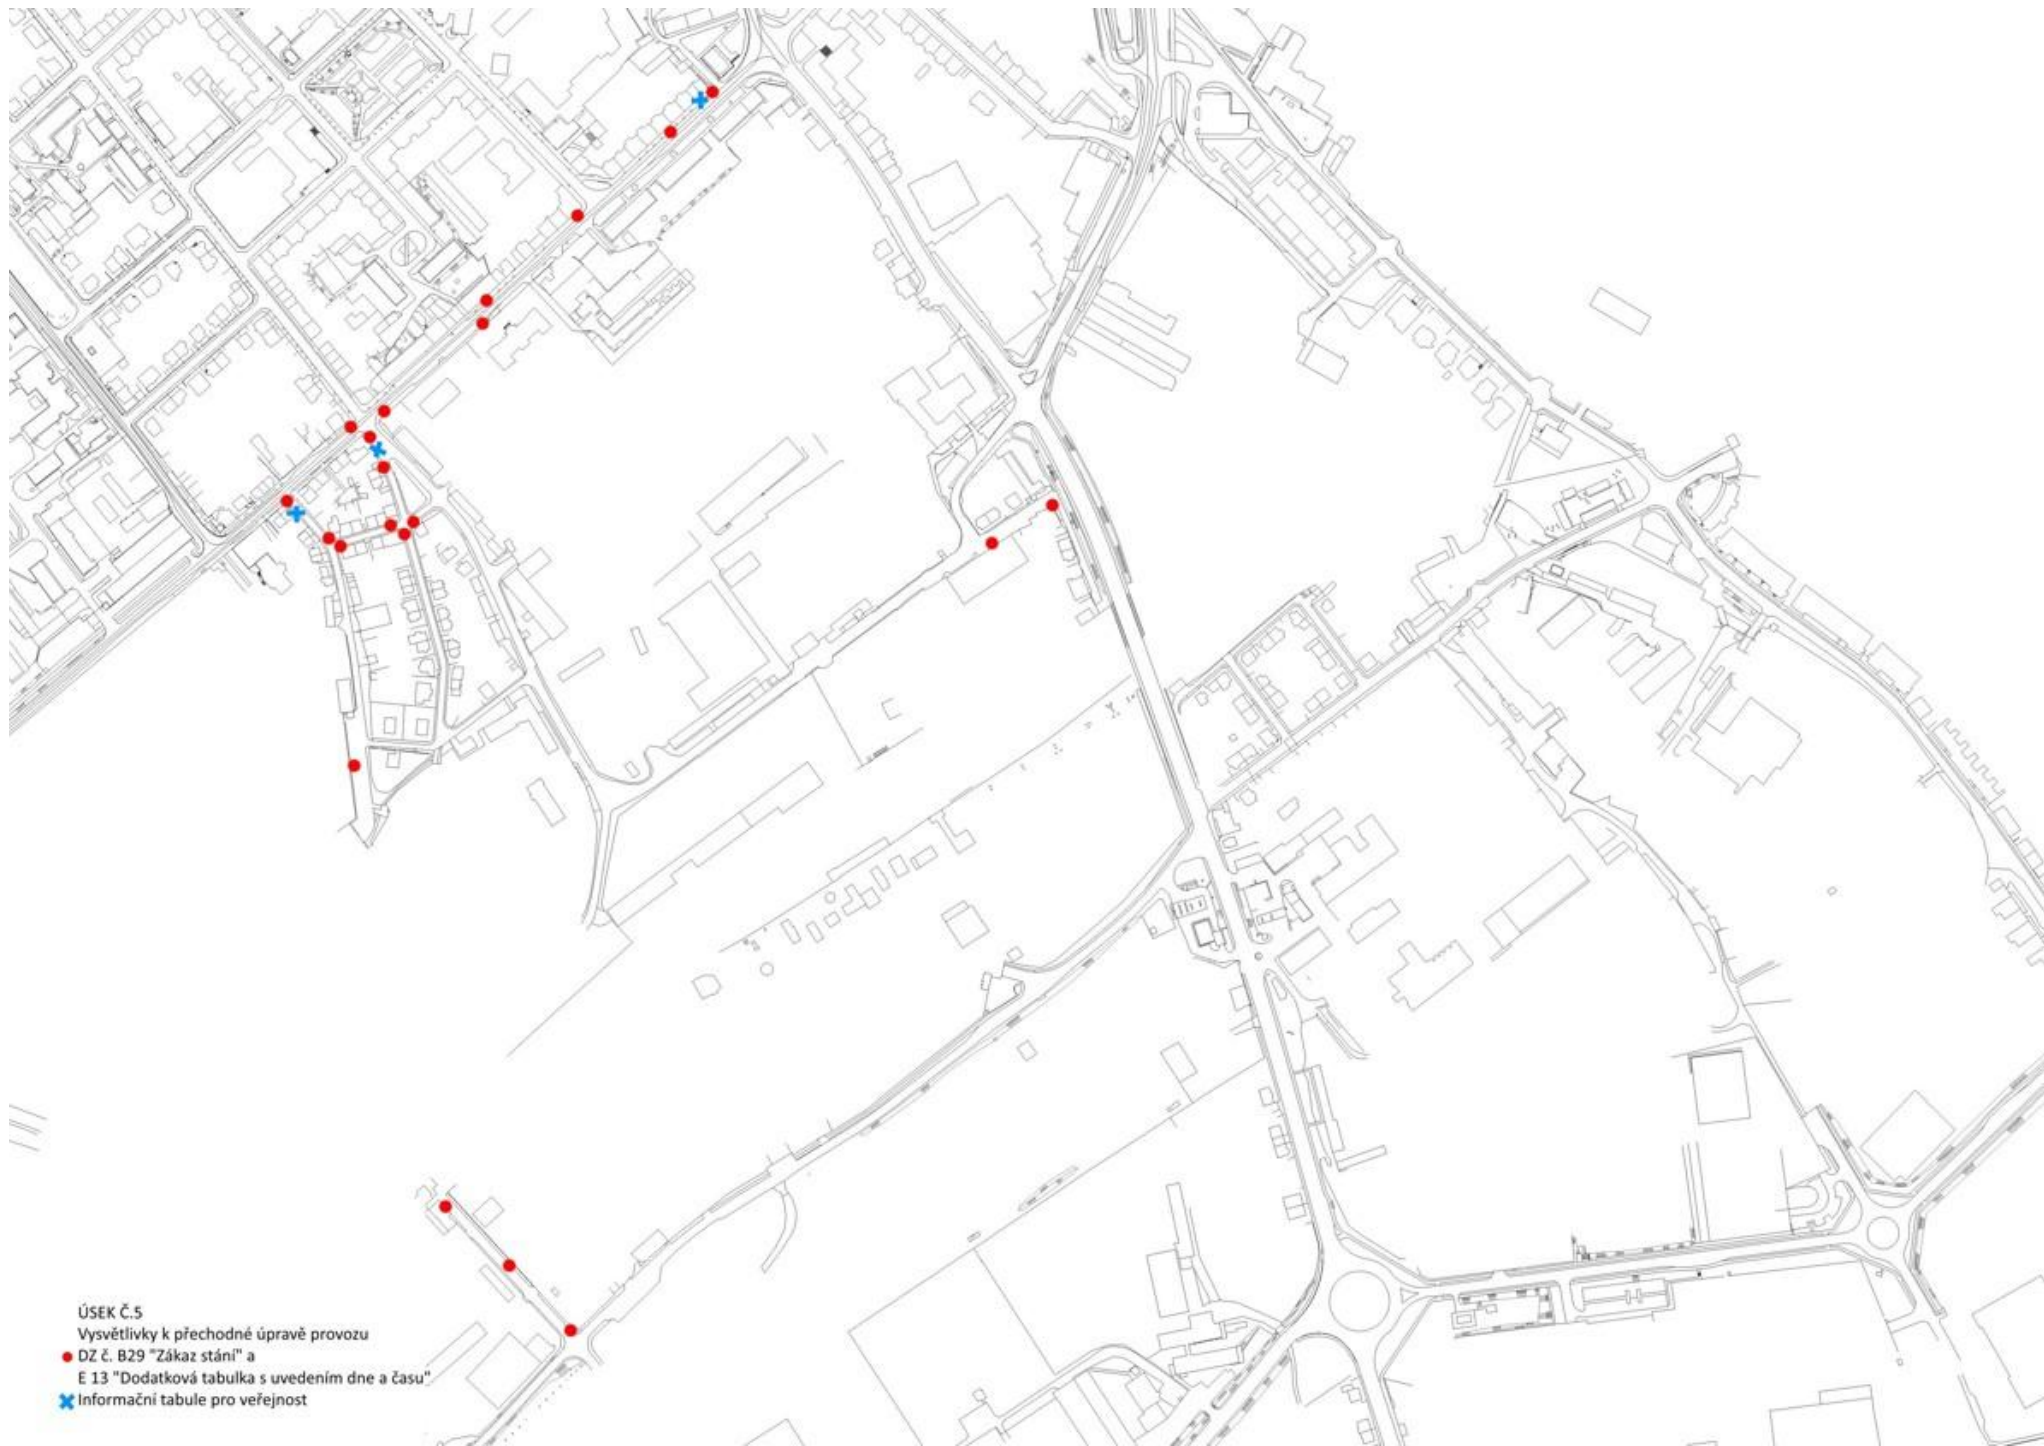 ÚSEK Č.5
Vysvětlivky k přechodné úpravě provozu
DZ č. B29 "Zákaz stání" a
E 13 "Dodatková tabulka s uvedením dne a času"
Informační tabule pro veřejnost